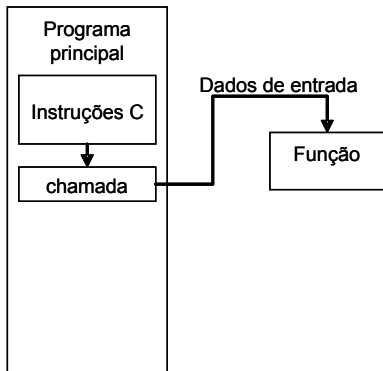 Programa
principal
Instruções C
chamada
Dados de entrada
Função